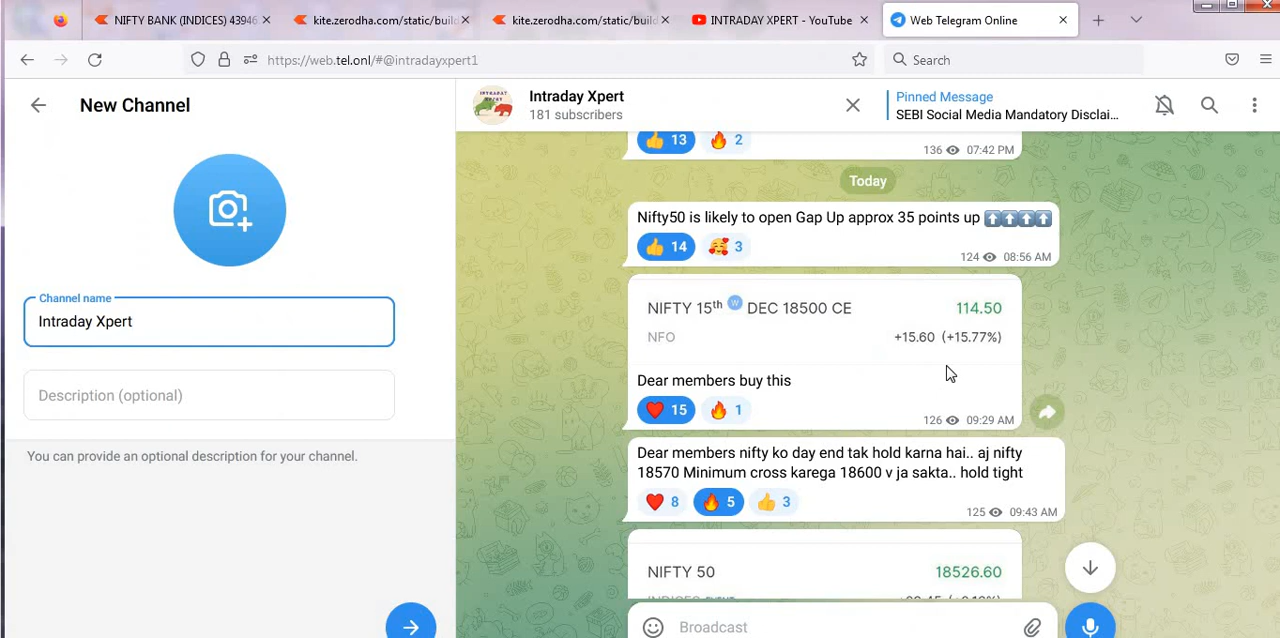 NIFTY BANK (INDICES) 43946
kite.zerodha.com/static/build
kite.zerodha.com/static/build
INTRADAY XPERT - YouTube
Web Telegram Online
https://web.tel.onl/#@intradayxpert1
Search
New Channel
Channel name
Intraday Xpert
Description (optional)
You can provide an optional description for your channel.
Intraday Xpert
181 subscribers
Pinned Message
SEBI Social Media Mandatory Disclai...
👍 13 🔥 2
136 07:42 PM
Today
Nifty50 is likely to open Gap Up approx 35 points up ⬆️⬆️⬆️⬆️
👍 14 🥰 3
124 08:56 AM
NIFTY 15th W DEC 18500 CE 114.50
NFO +15.60 (+15.77%)
Dear members buy this
❤️ 15 🔥 1
126 09:29 AM
Dear members nifty ko day end tak hold karna hai.. aj nifty
18570 Minimum cross karega 18600 v ja sakta.. hold tight
❤️ 8 🔥 5 👍 3
125 09:43 AM
NIFTY 50 18526.60
INDICES
Broadcast